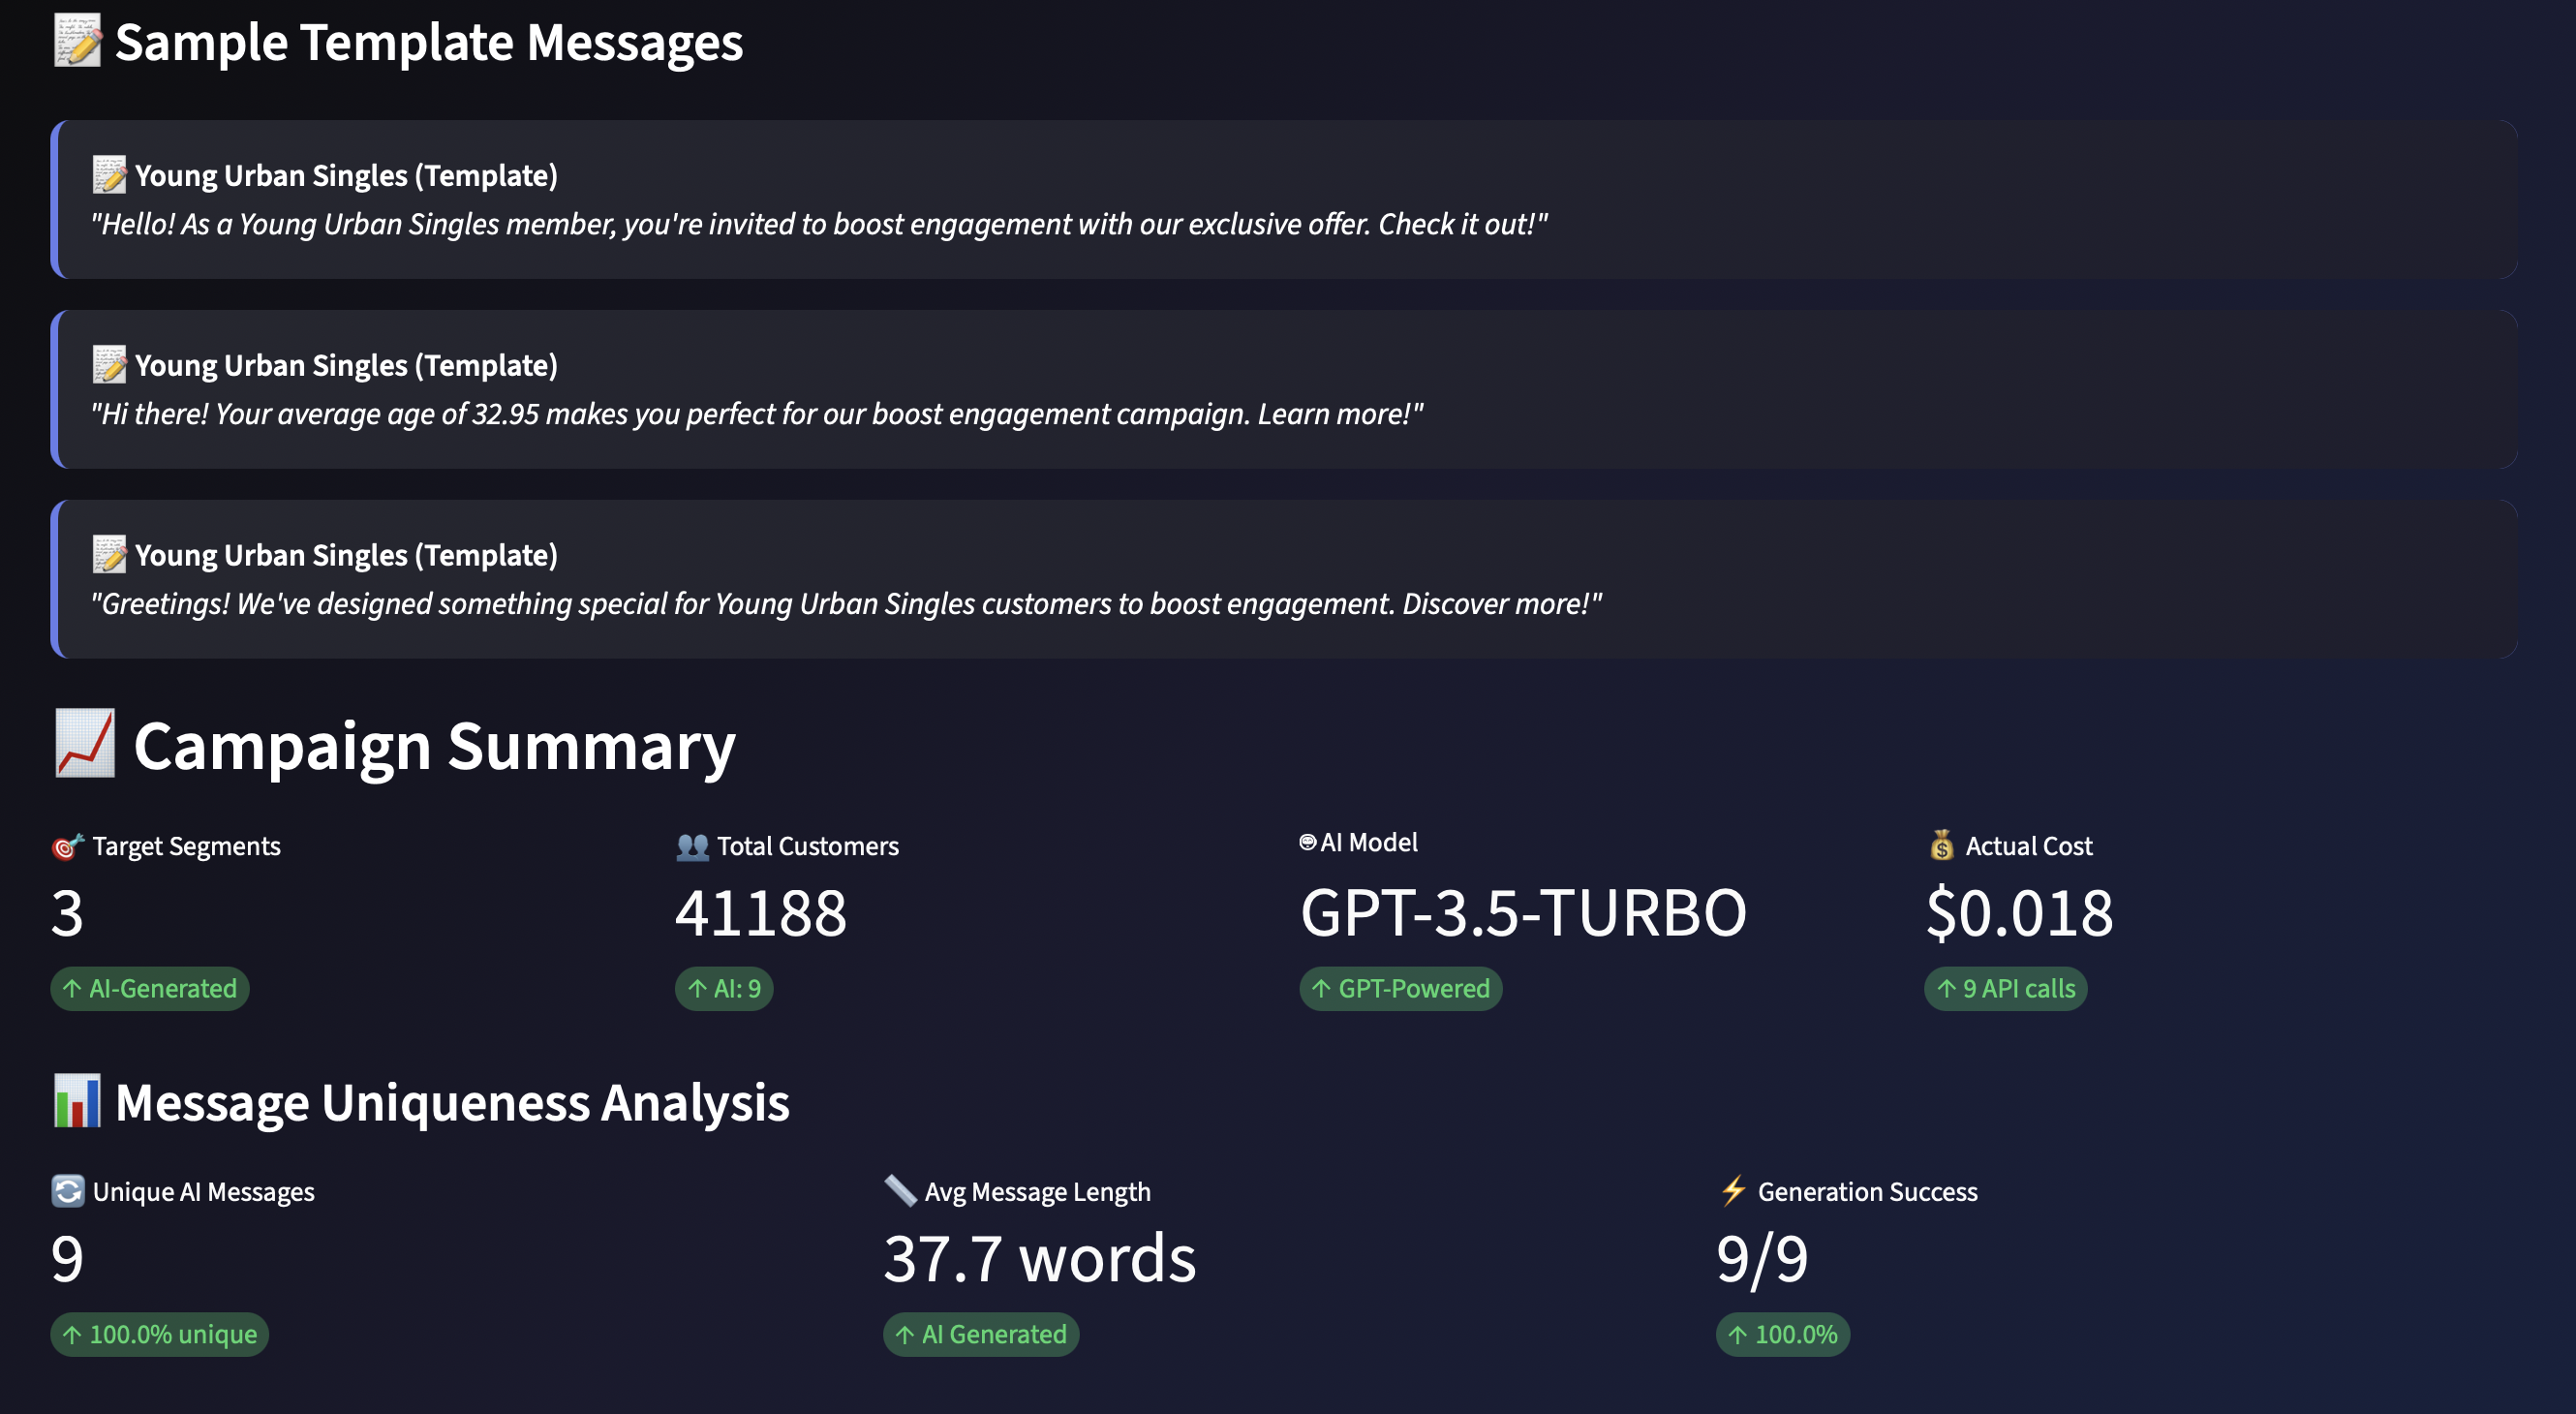 Sample Template Messages
Young Urban Singles (Template)
"Hello! As a Young Urban Singles member, you're invited to boost engagement with our exclusive offer. Check it out!"
Young Urban Singles (Template)
"Hi there! Your average age of 32.95 makes you perfect for our boost engagement campaign. Learn more!"
Young Urban Singles (Template)
"Greetings! We've designed something special for Young Urban Singles customers to boost engagement. Discover more!"
Campaign Summary
Target Segments
3
↑ AI-Generated
Total Customers
41188
↑ AI: 9
AI Model
GPT-3.5-TURBO
↑ GPT-Powered
Actual Cost
$0.018
↑ 9 API calls
Message Uniqueness Analysis
Unique AI Messages
9
↑ 100.0% unique
Avg Message Length
37.7 words
↑ AI Generated
Generation Success
9/9
↑ 100.0%